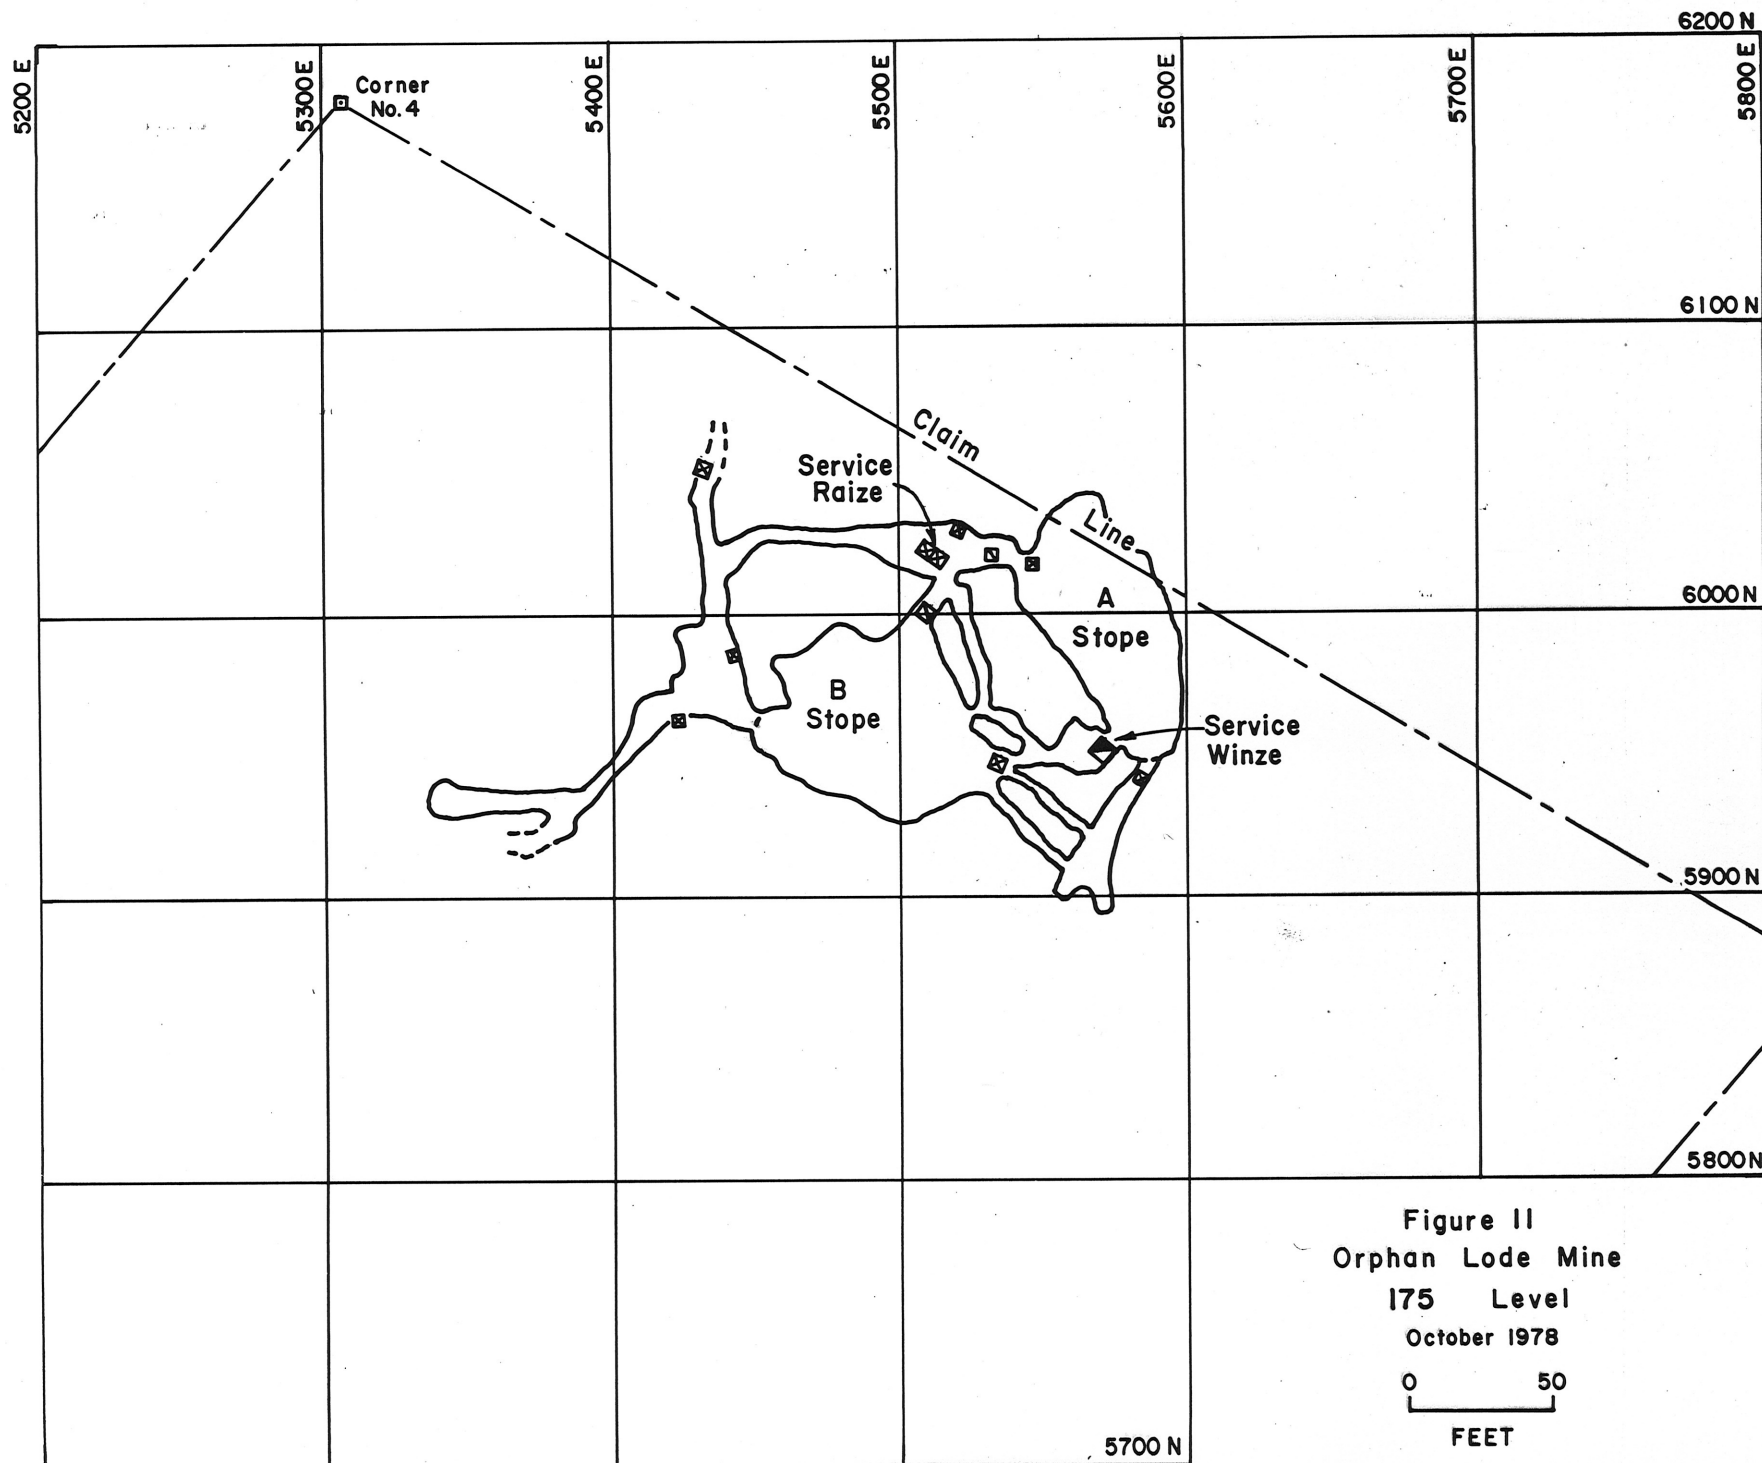 6200 N
5200 E
5300 E
5400 E
5500 E
5600 E
5700 E
5800 E
Corner
No. 4
6100 N
Claim
Line
Service
Raize
6000 N
A
Stope
B
Stope
Service
Winze
5900 N
5800 N
Figure 11
Orphan Lode Mine
175 Level
October 1978
0 50
FEET
5700 N